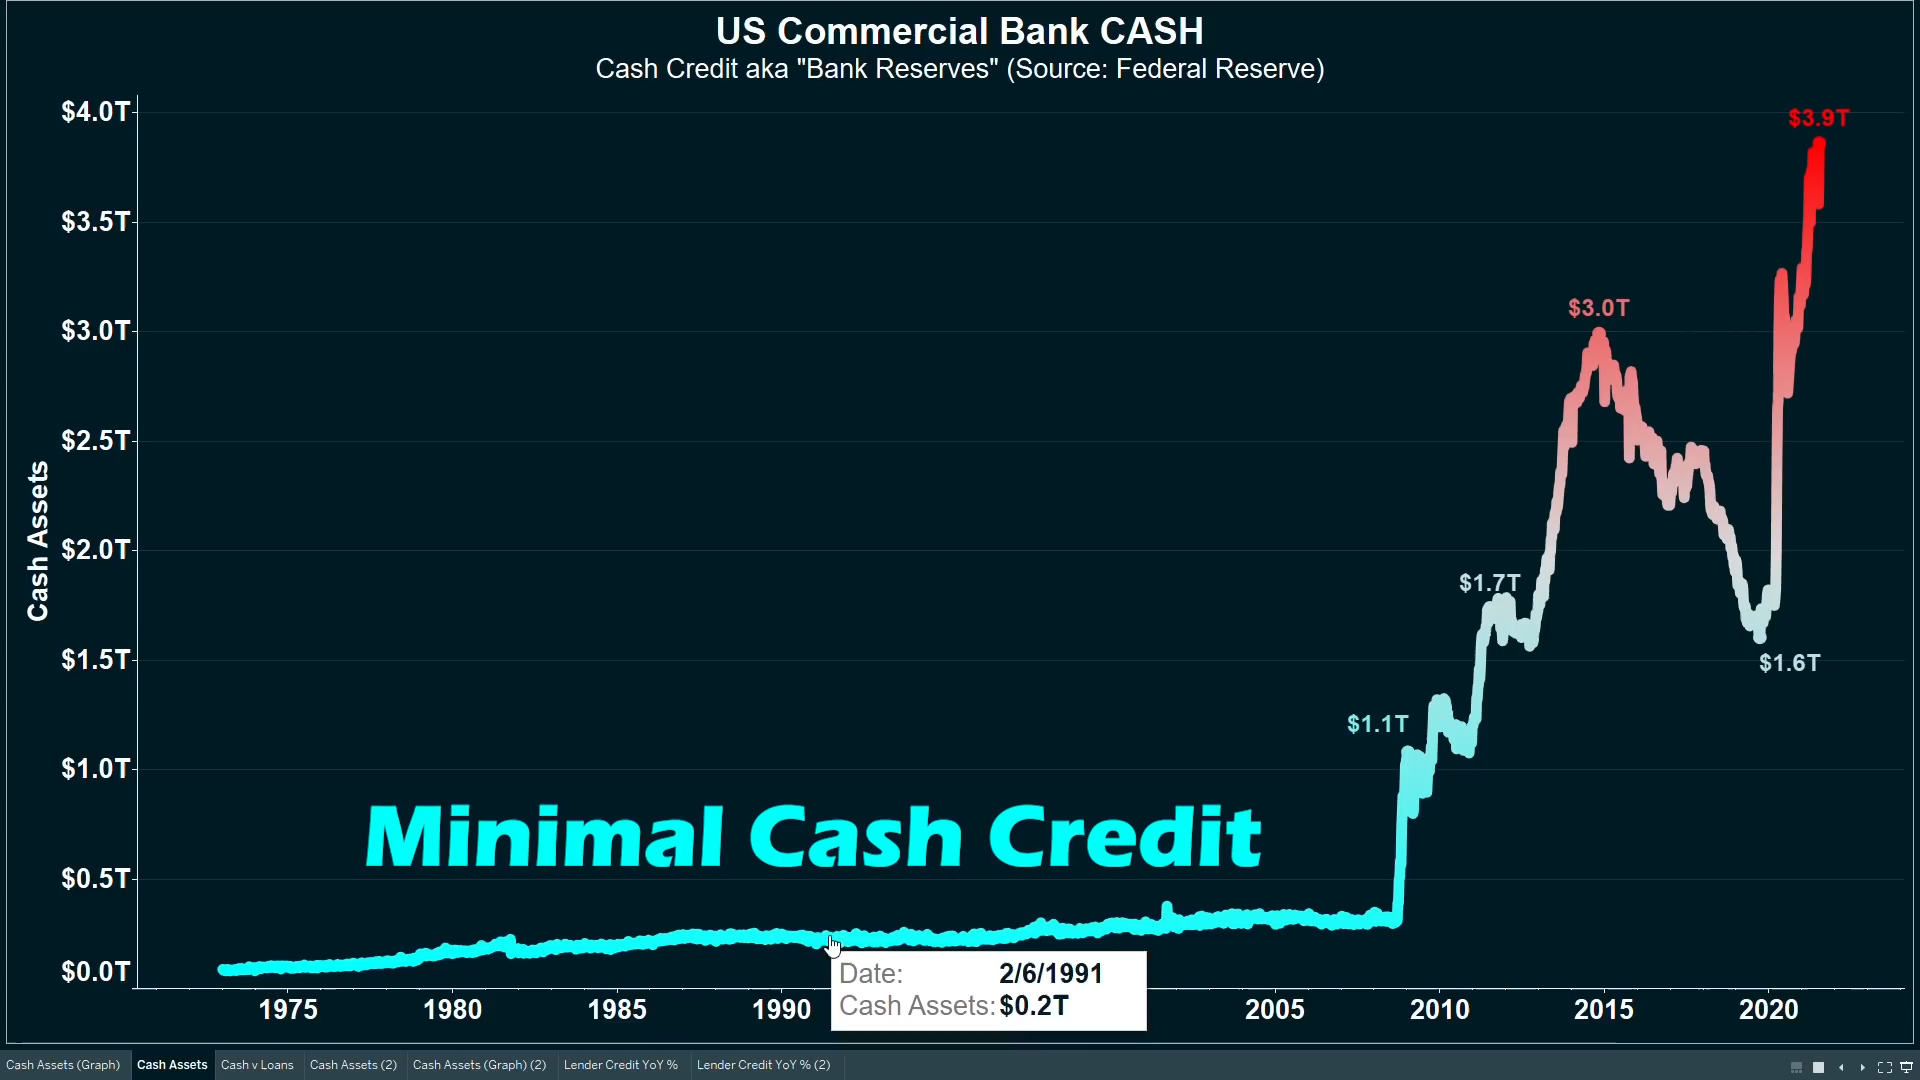 US Commercial Bank CASH
Cash Credit aka "Bank Reserves" (Source: Federal Reserve)
$4.0T
$3.9T
$3.5T
$3.0T
$3.0T
$2.5T
Cash Assets
$2.0T
$1.7T
$1.5T
$1.6T
$1.1T
$1.0T
Minimal Cash Credit
$0.5T
$0.0T
Date: 2/6/1991
Cash Assets: $0.2T
1975 1980 1985 1990 2005 2010 2015 2020
Cash Assets (Graph) Cash Assets Cash v Loans Cash Assets (2) Cash Assets (Graph) (2) Lender Credit YoY % Lender Credit YoY % (2)